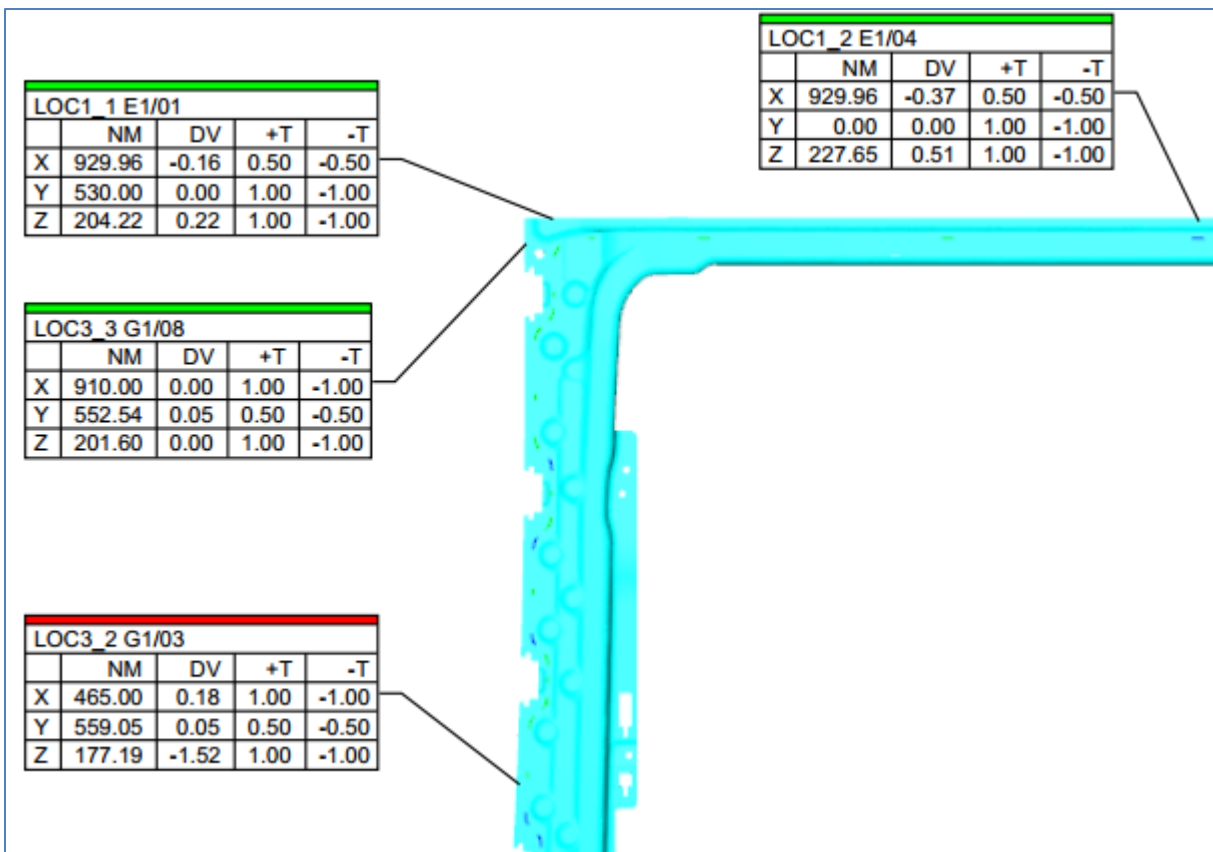 LOC1_2 E1/04
NM DV +T -T
X 929.96 -0.37 0.50 -0.50
Y 0.00 0.00 1.00 -1.00
Z 227.65 0.51 1.00 -1.00
LOC1_1 E1/01
NM DV +T -T
X 929.96 -0.16 0.50 -0.50
Y 530.00 0.00 1.00 -1.00
Z 204.22 0.22 1.00 -1.00
LOC3_3 G1/08
NM DV +T -T
X 910.00 0.00 1.00 -1.00
Y 552.54 0.05 0.50 -0.50
Z 201.60 0.00 1.00 -1.00
LOC3_2 G1/03
NM DV +T -T
X 465.00 0.18 1.00 -1.00
Y 559.05 0.05 0.50 -0.50
Z 177.19 -1.52 1.00 -1.00